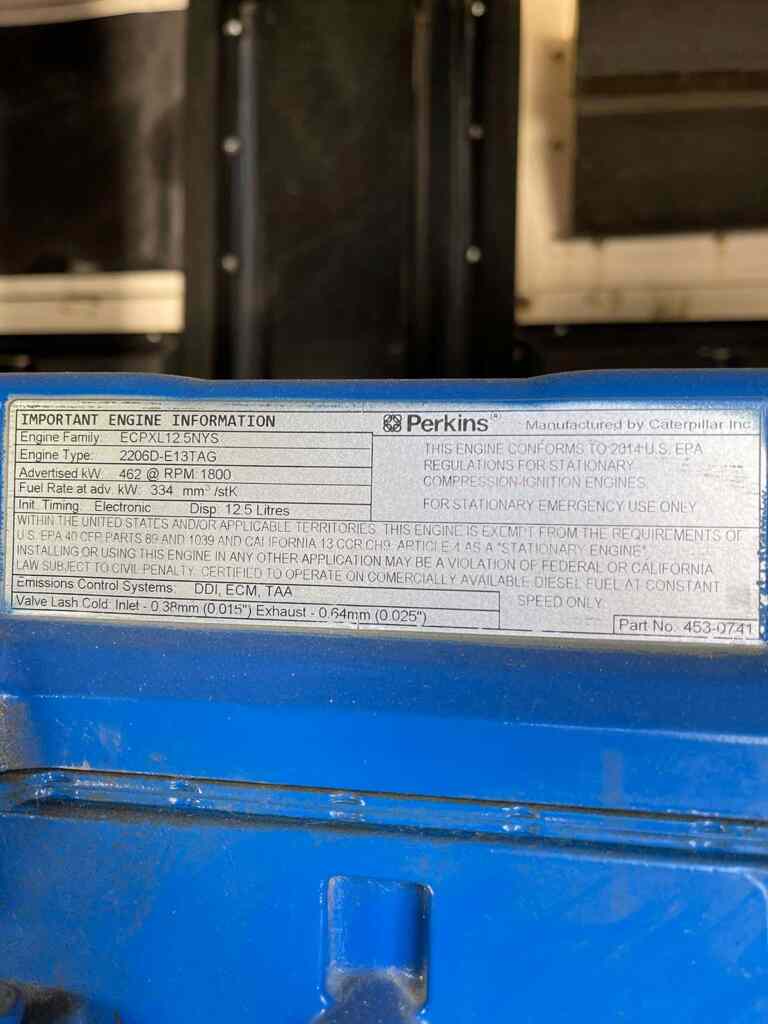 IMPORTANT ENGINE INFORMATION
Engine Family: ECPXL12.5NYS
Engine Type: 2206D-E13TAG
Advertised kW: 462 @ RPM 1800
Fuel Rate at adv. kW: 334 mm³/stK
Init. Timing: Electronic Disp: 12.5 Litres
Perkins® Manufactured by Caterpillar Inc
THIS ENGINE CONFORMS TO 2014 U.S. EPA
REGULATIONS FOR STATIONARY
COMPRESSION-IGNITION ENGINES.
FOR STATIONARY EMERGENCY USE ONLY
WITHIN THE UNITED STATES AND/OR APPLICABLE TERRITORIES. THIS ENGINE IS EXEMPT FROM THE REQUIREMENTS OF
U.S. EPA 40 CFR PARTS 89 AND 1039 AND CALIFORNIA 13 CCR CH9, ARTICLE 4 AS A "STATIONARY ENGINE"
INSTALLING OR USING THIS ENGINE IN ANY OTHER APPLICATION MAY BE A VIOLATION OF FEDERAL OR CALIFORNIA
LAW SUBJECT TO CIVIL PENALTY. CERTIFIED TO OPERATE ON COMERCIALLY AVAILABLE DIESEL FUEL AT CONSTANT
SPEED ONLY.
Emissions Control Systems: DDI, ECM, TAA
Valve Lash Cold: Inlet - 0.38mm (0.015") Exhaust - 0.64mm (0.025")
Part No. 453-0741